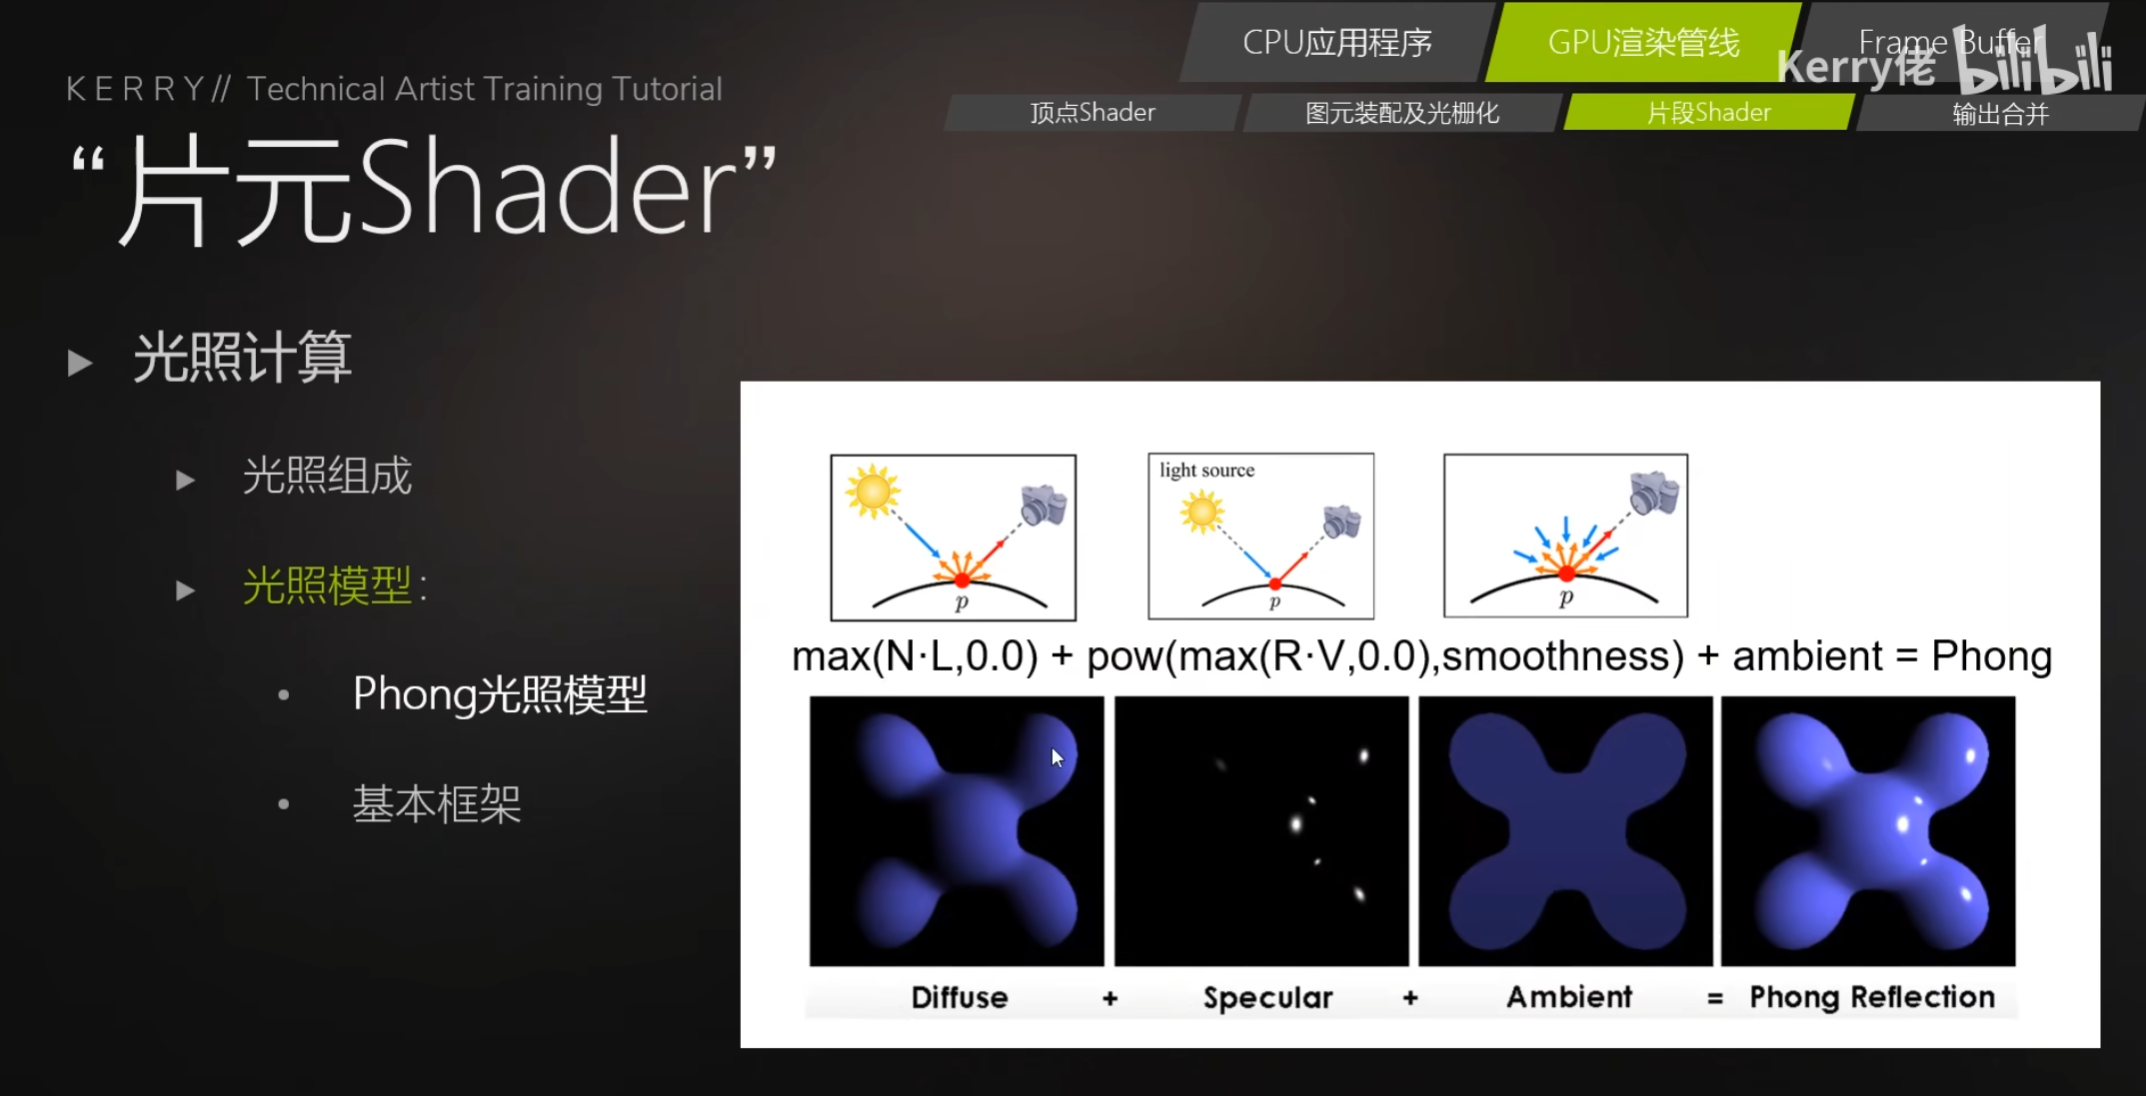 CPU应用程序
GPU渲染管线
Frame Buffer
Kerry佬 bilibili
KERRY// Technical Artist Training Tutorial
顶点Shader
图元装配及光栅化
片段Shader
输出合并
“片元Shader”
光照计算
光照组成
光照模型:
Phong光照模型
基本框架
light source
p
p
p
max(N·L,0.0) + pow(max(R·V,0.0),smoothness) + ambient = Phong
Diffuse + Specular + Ambient = Phong Reflection